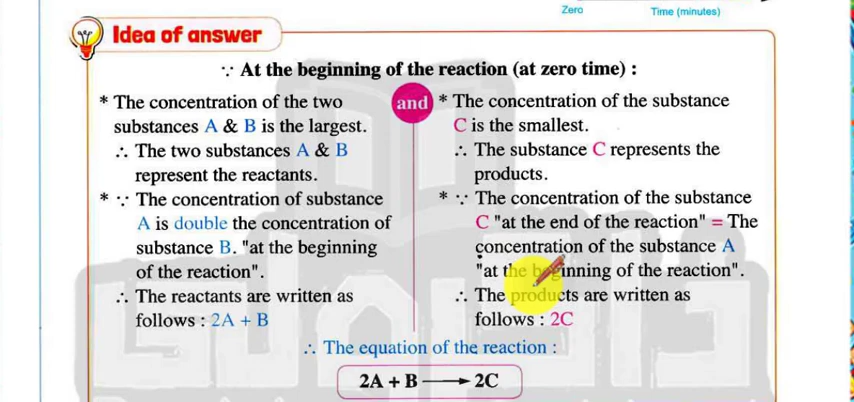 Zero
Time (minutes)
Idea of answer
∵ At the beginning of the reaction (at zero time) :
* The concentration of the two
substances A & B is the largest.
∴ The two substances A & B
represent the reactants.
* ∵ The concentration of substance
A is double the concentration of
substance B. "at the beginning
of the reaction".
∴ The reactants are written as
follows : 2A + B
and
* The concentration of the substance
C is the smallest.
∴ The substance C represents the
products.
* ∵ The concentration of the substance
C "at the end of the reaction" = The
concentration of the substance A
"at the beginning of the reaction".
∴ The products are written as
follows : 2C
∴ The equation of the reaction :
2A + B ⟶ 2C